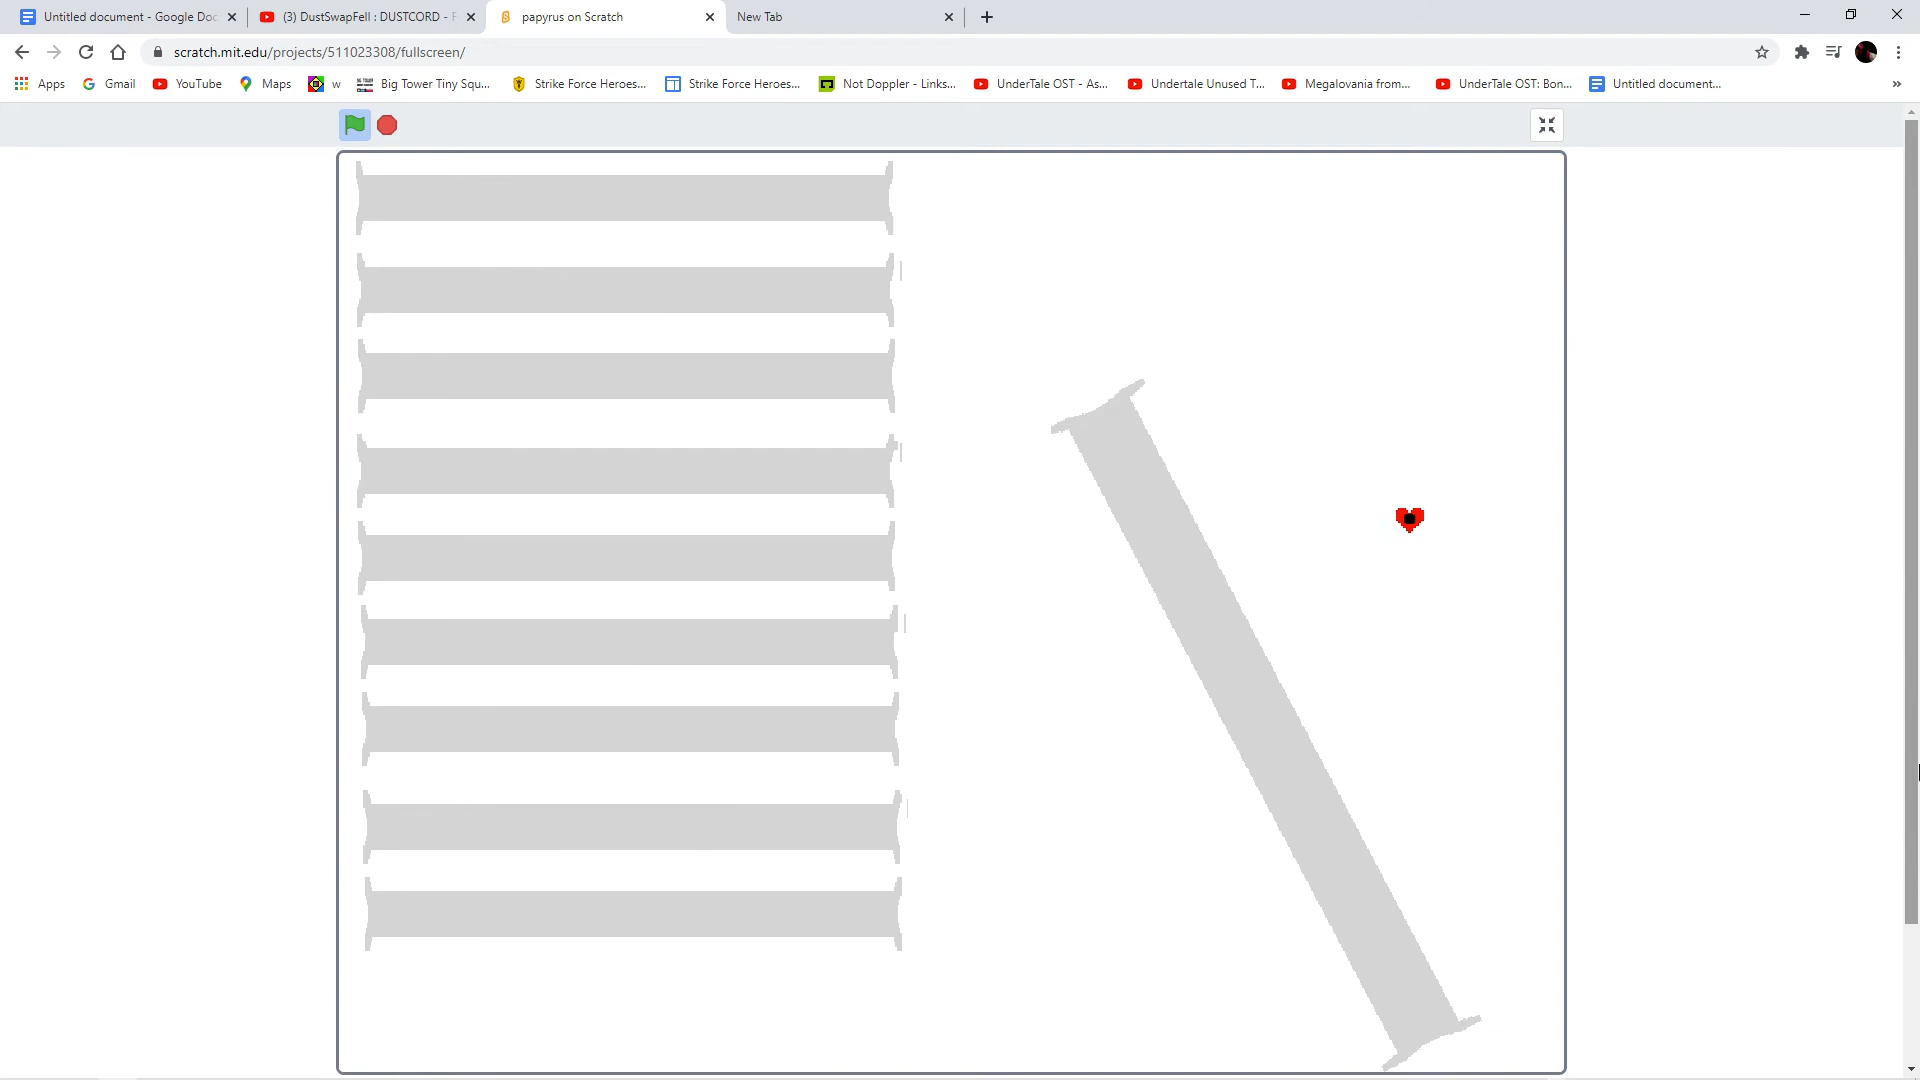 Untitled document - Google Doc
(3) DustSwapFell : DUSTCORD - F
papyrus on Scratch
New Tab
scratch.mit.edu/projects/511023308/fullscreen/
Apps
Gmail
YouTube
Maps
w
Big Tower Tiny Squ...
Strike Force Heroes...
Strike Force Heroes...
Not Doppler - Links...
UnderTale OST - As...
Undertale Unused T...
Megalovania from...
UnderTale OST: Bon...
Untitled document...